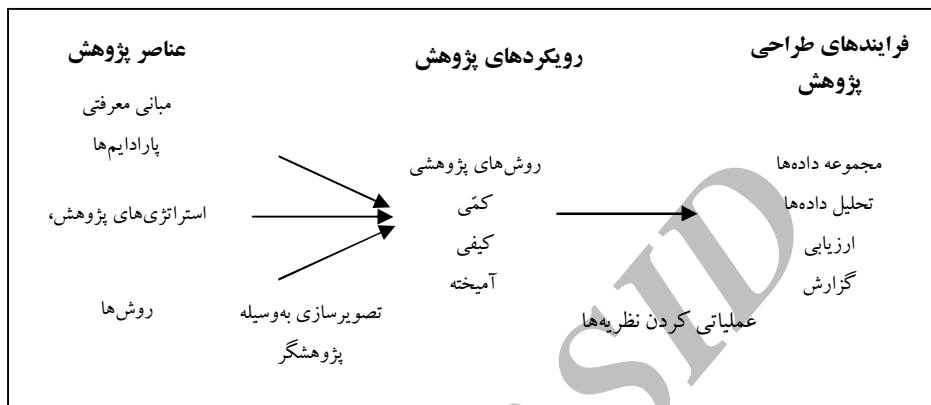 عناصر پژوهش
مبانی معرفتی
پارادایم‌ها
استراتژی‌های پژوهش،
روش‌ها
تصویرسازی به‌وسیله
پژوهشگر
رویکردهای پژوهش
روش‌های پژوهشی
کمّی
کیفی
آمیخته
عملیاتی کردن نظریه‌ها
فرایندهای طراحی
پژوهش
مجموعه داده‌ها
تحلیل داده‌ها
ارزیابی
گزارش
SID